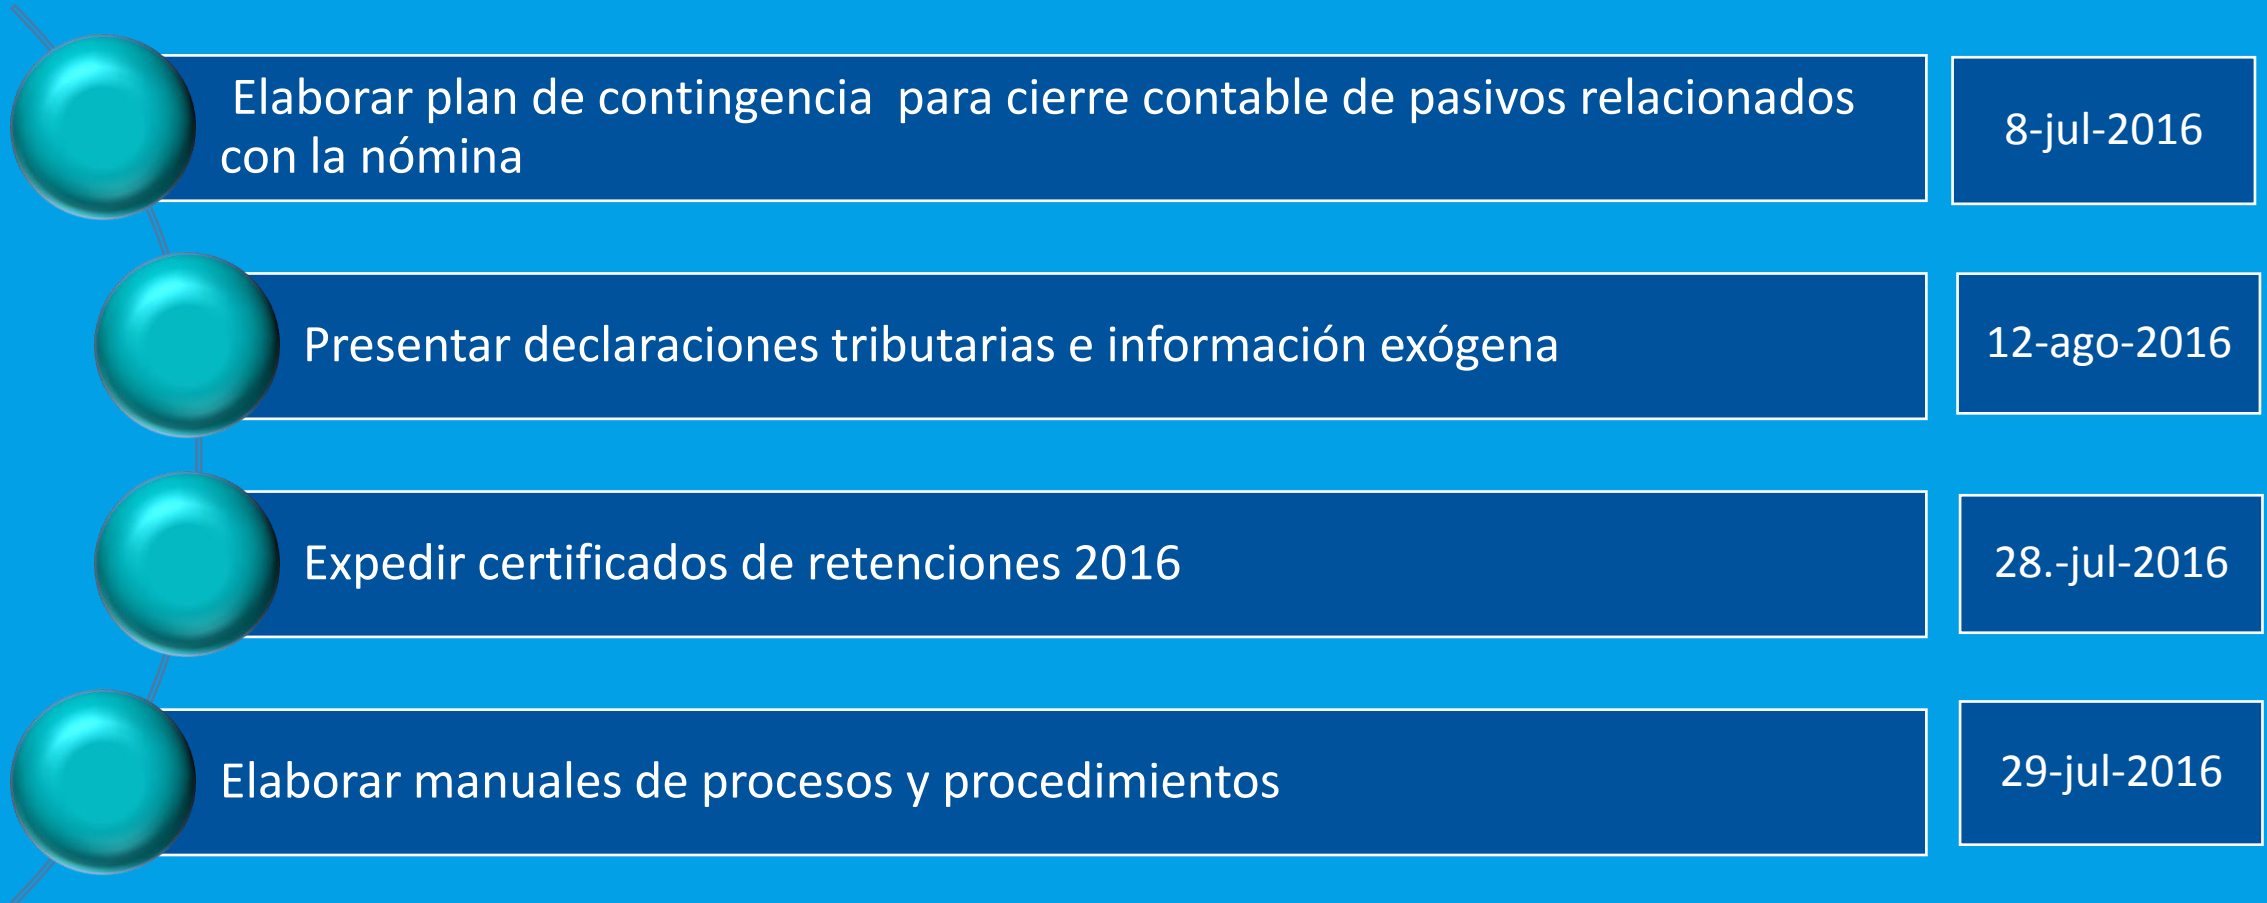 Elaborar plan de contingencia  para cierre contable de pasivos relacionados
con la nómina
8-jul-2016
Presentar declaraciones tributarias e información exógena
12-ago-2016
Expedir certificados de retenciones 2016
28.-jul-2016
Elaborar manuales de procesos y procedimientos
29-jul-2016